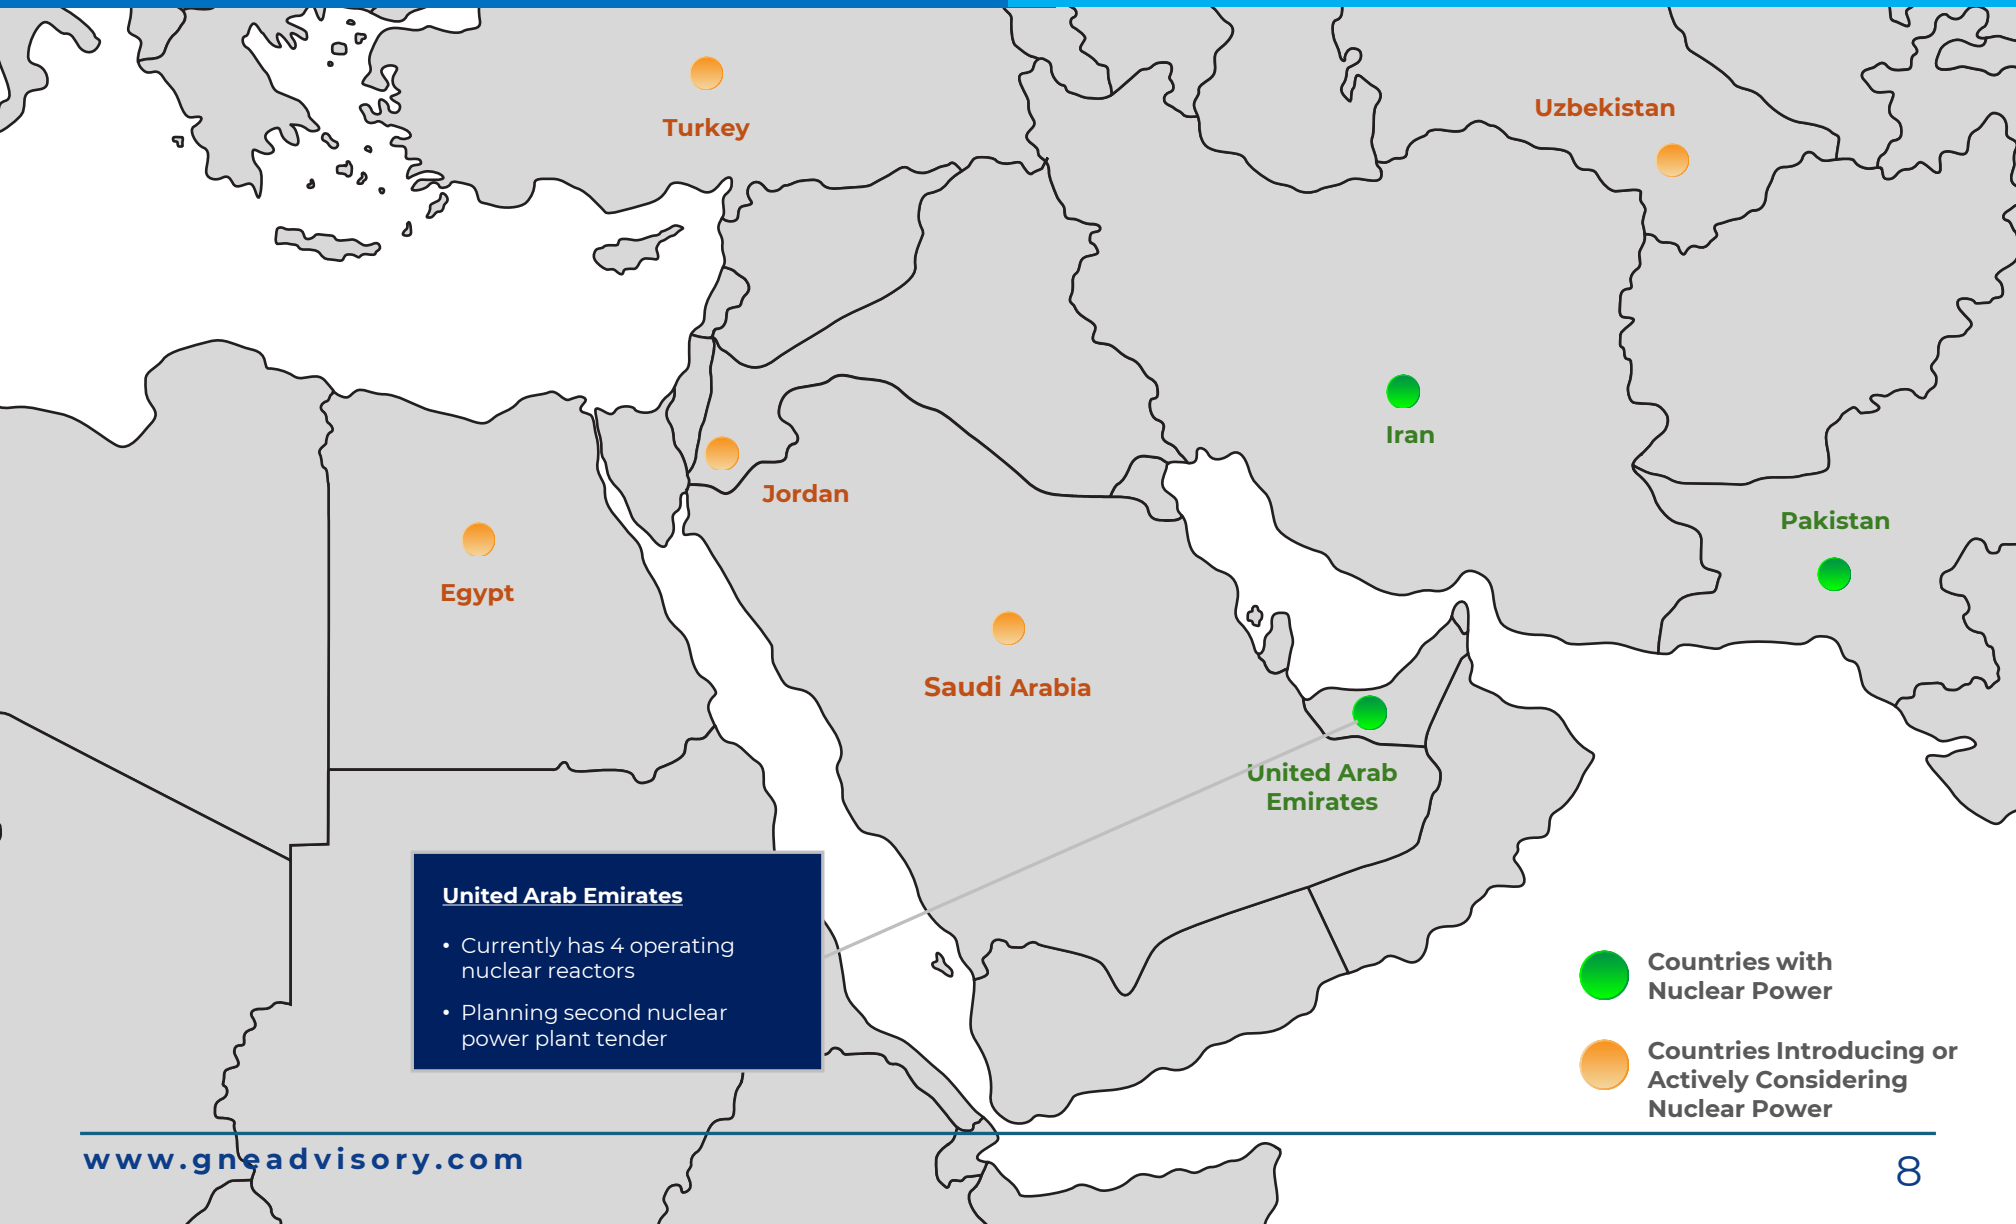 Turkey
Uzbekistan
Iran
Jordan
Pakistan
Egypt
Saudi Arabia
United Arab
Emirates
United Arab Emirates
• Currently has 4 operating
nuclear reactors
• Planning second nuclear
power plant tender
Countries with
Nuclear Power
Countries Introducing or
Actively Considering
Nuclear Power
www.gneadvisory.com
8